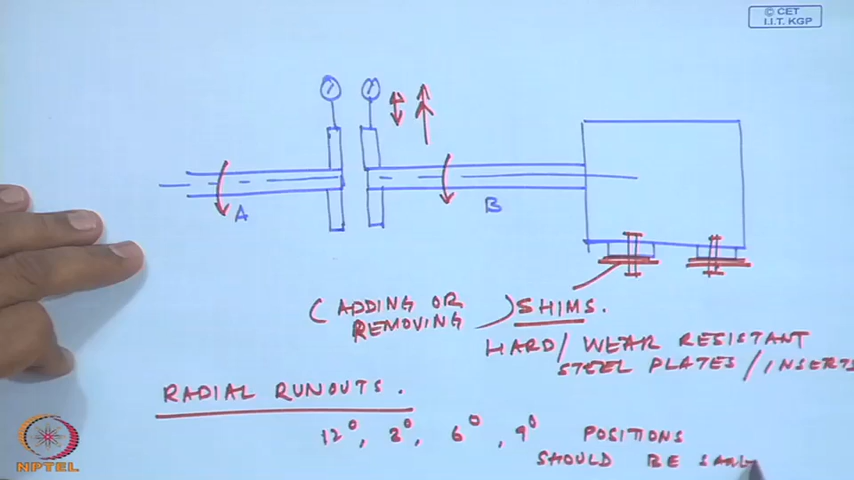 © CET
I.I.T. KGP
A
B
( ADDING OR
REMOVING )
SHIMS.
HARD/ WEAR RESISTANT
STEEL PLATES / INSERTS
RADIAL RUNOUTS.
12°, 3°, 6°, 9° POSITIONS
SHOULD BE SAM
NPTEL